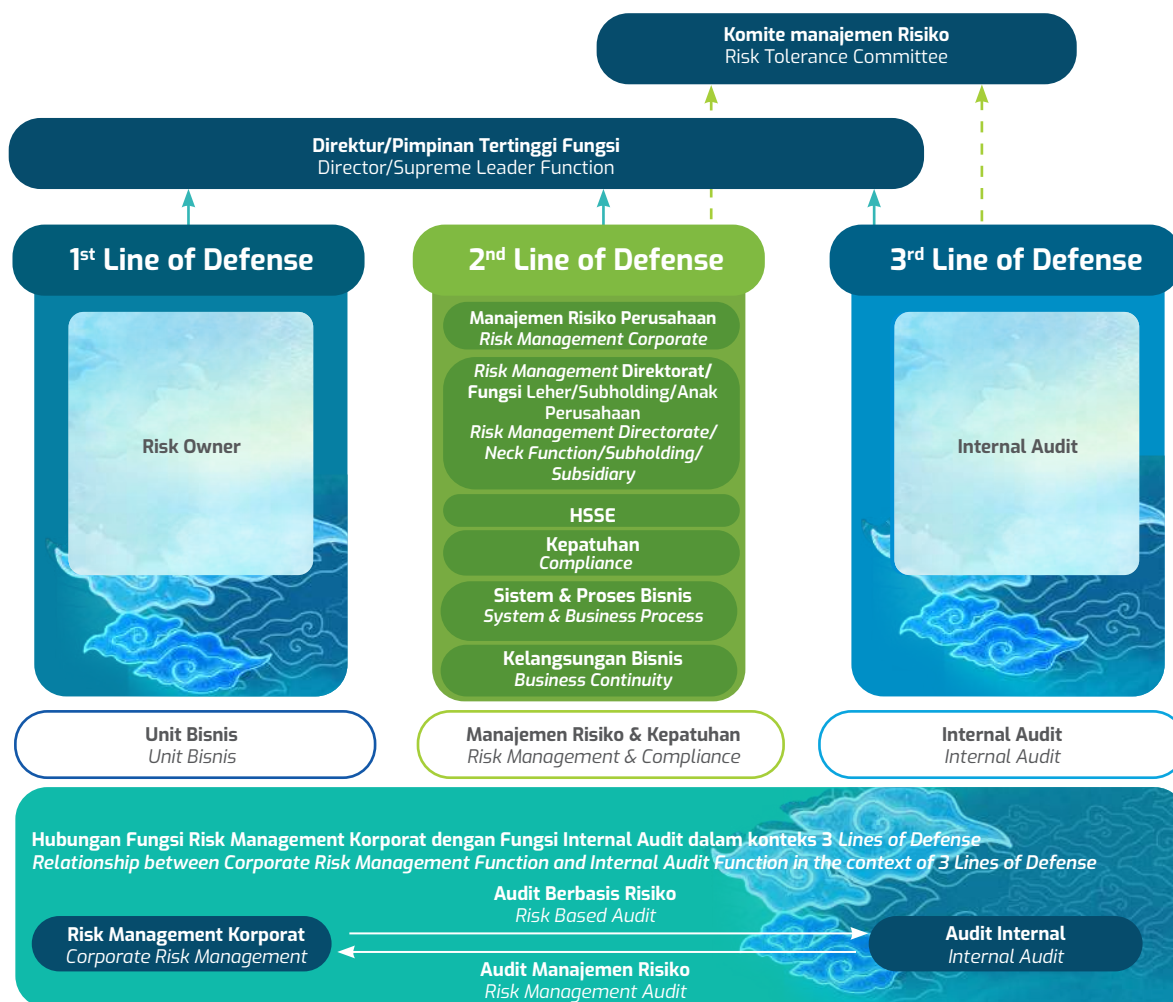 Komite manajemen Risiko
Risk Tolerance Committee
Direktur/Pimpinan Tertinggi Fungsi
Director/Supreme Leader Function
1st Line of Defense
Risk Owner
Unit Bisnis
Unit Bisnis
2nd Line of Defense
Manajemen Risiko Perusahaan
Risk Management Corporate
Risk Management Direktorat/
Fungsi Leher/Subholding/Anak
Perusahaan
Risk Management Directorate/
Neck Function/Subholding/
Subsidiary
HSSE
Kepatuhan
Compliance
Sistem & Proses Bisnis
System & Business Process
Kelangsungan Bisnis
Business Continuity
Manajemen Risiko & Kepatuhan
Risk Management & Compliance
3rd Line of Defense
Internal Audit
Internal Audit
Internal Audit
Hubungan Fungsi Risk Management Korporat dengan Fungsi Internal Audit dalam konteks 3 Lines of Defense
Relationship between Corporate Risk Management Function and Internal Audit Function in the context of 3 Lines of Defense
Audit Berbasis Risiko
Risk Based Audit
Risk Management Korporat
Corporate Risk Management
Audit Internal
Internal Audit
Audit Manajemen Risiko
Risk Management Audit